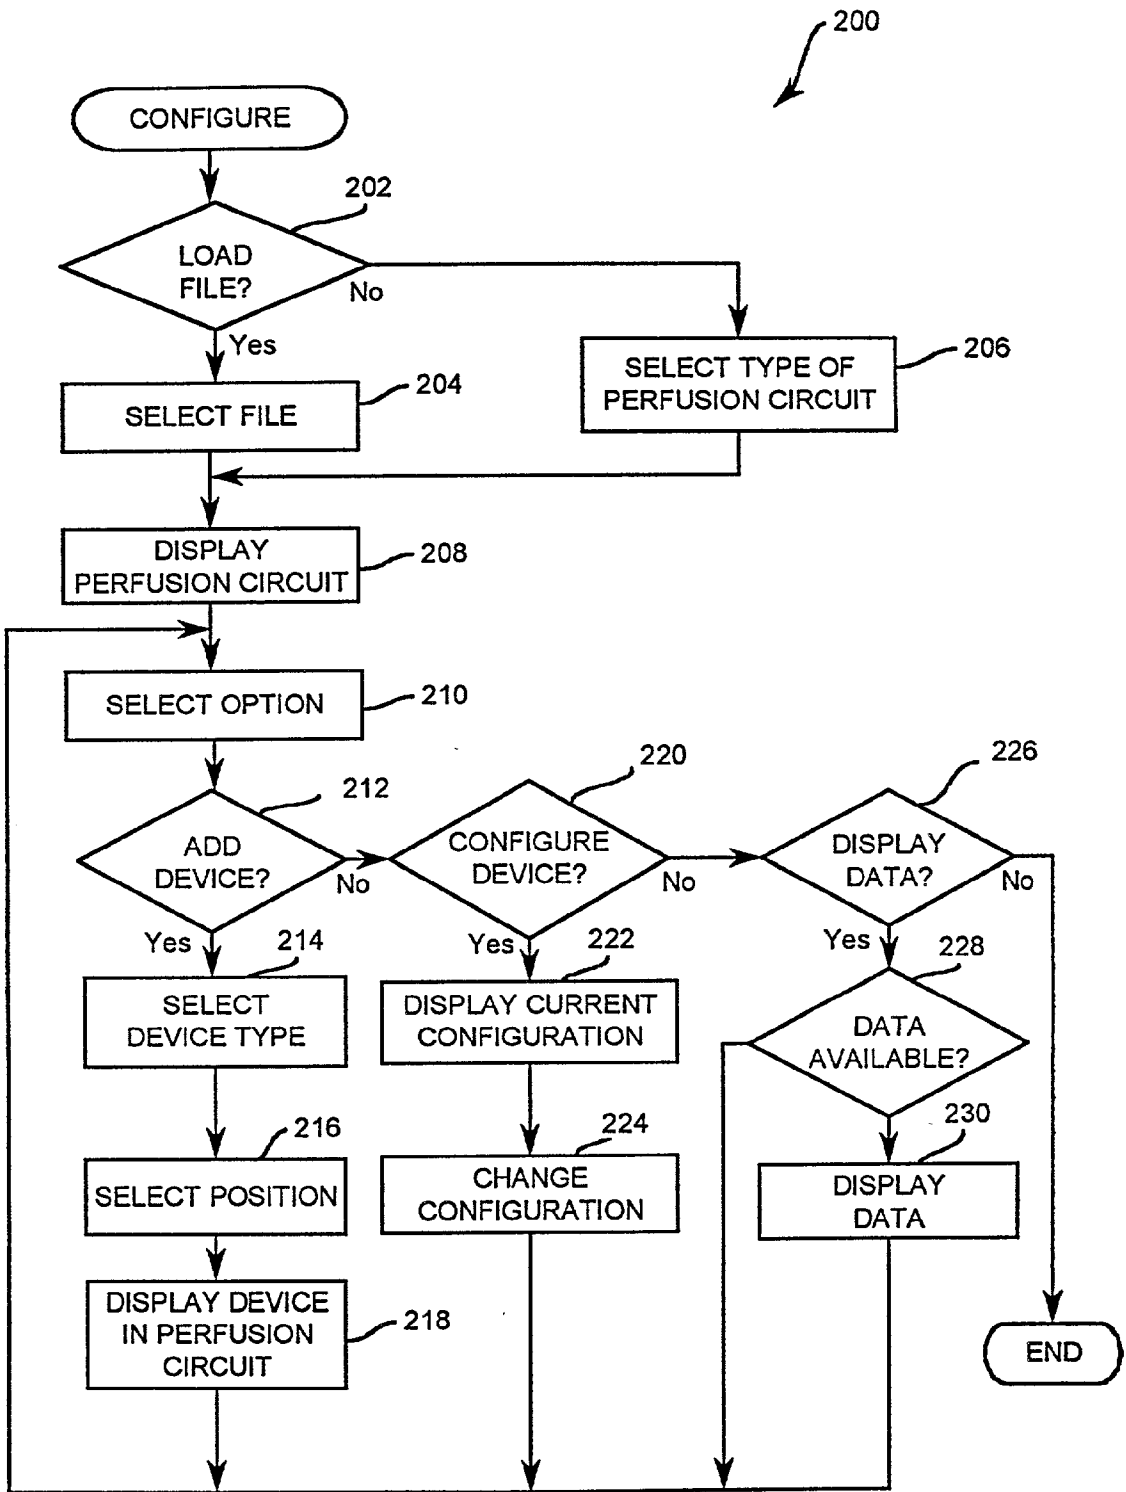 200
CONFIGURE
202
LOAD
FILE?
No
Yes
204
SELECT FILE
206
SELECT TYPE OF
PERFUSION CIRCUIT
208
DISPLAY
PERFUSION CIRCUIT
210
SELECT OPTION
212
ADD
DEVICE?
No
Yes
220
CONFIGURE
DEVICE?
No
Yes
226
DISPLAY
DATA?
No
Yes
214
SELECT
DEVICE TYPE
222
DISPLAY CURRENT
CONFIGURATION
228
DATA
AVAILABLE?
216
SELECT POSITION
224
CHANGE
CONFIGURATION
230
DISPLAY
DATA
218
DISPLAY DEVICE
IN PERFUSION
CIRCUIT
END